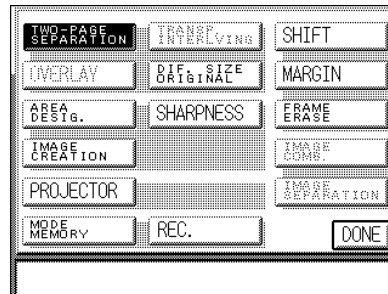 TWO-PAGE
SEPARATION
TRANSP.
INTERLVING
SHIFT
OVERLAY
DIF. SIZE
ORIGINAL
MARGIN
AREA
DESIG.
SHARPNESS
FRAME
ERASE
IMAGE
CREATION
IMAGE
COMB.
PROJECTOR
IMAGE
SEPARATION
MODE
MEMORY
REC.
DONE